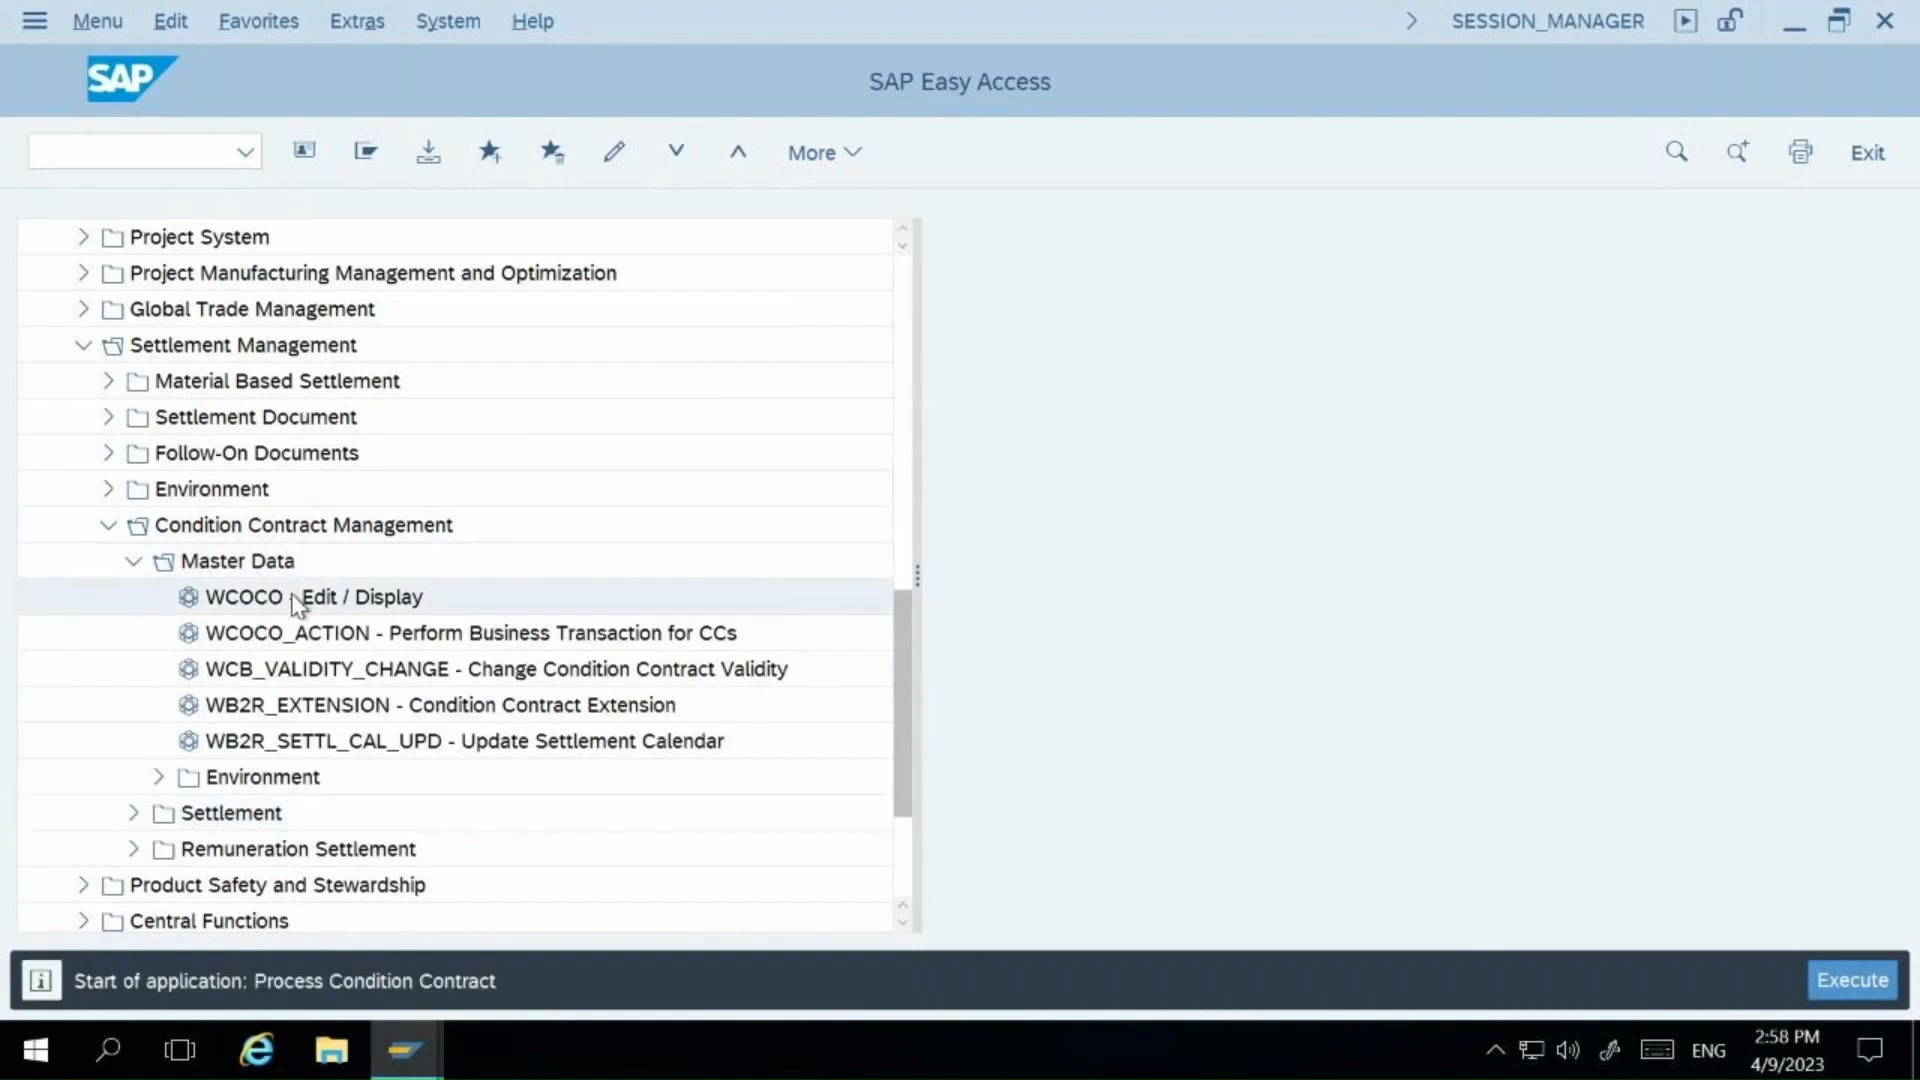 Menu Edit Favorites Extras System Help SESSION_MANAGER
SAP SAP Easy Access
More Exit
Project System
Project Manufacturing Management and Optimization
Global Trade Management
Settlement Management
Material Based Settlement
Settlement Document
Follow-On Documents
Environment
Condition Contract Management
Master Data
WCOCO - Edit / Display
WCOCO_ACTION - Perform Business Transaction for CCs
WCB_VALIDITY_CHANGE - Change Condition Contract Validity
WB2R_EXTENSION - Condition Contract Extension
WB2R_SETTL_CAL_UPD - Update Settlement Calendar
Environment
Settlement
Remuneration Settlement
Product Safety and Stewardship
Central Functions
Start of application: Process Condition Contract Execute
ENG 2:58 PM
4/9/2023